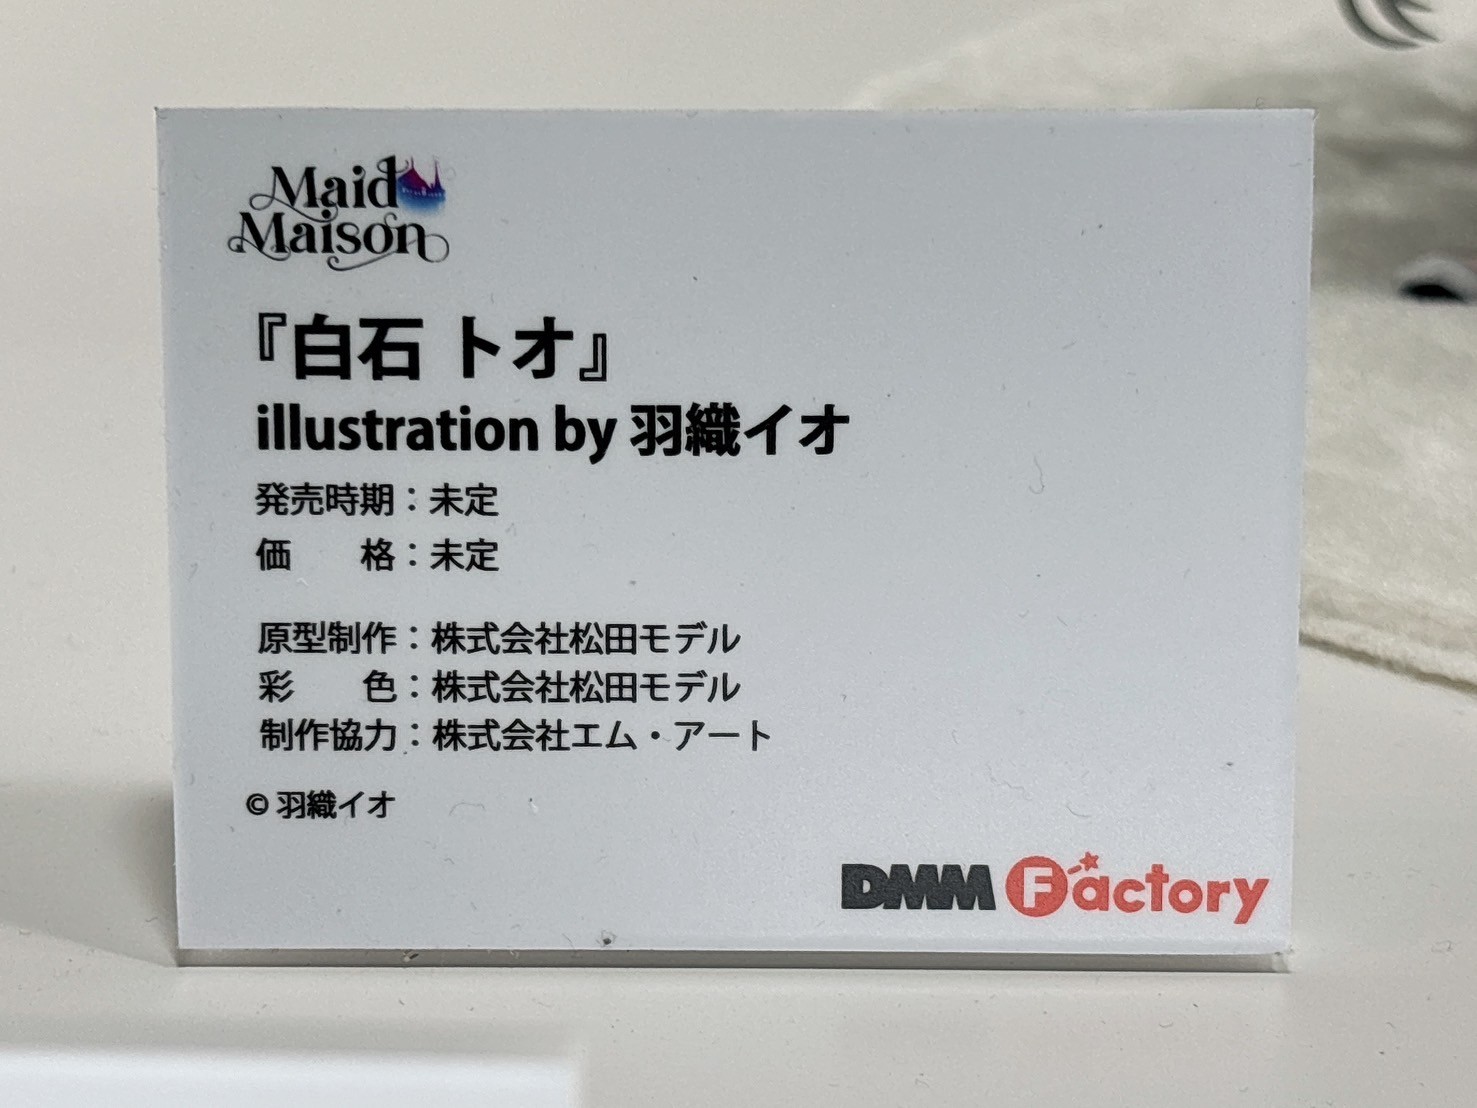 Maid
Maison
『白石 トオ』
illustration by 羽織イオ
発売時期：未定
価　　格：未定
原型制作：株式会社松田モデル
彩　　色：株式会社松田モデル
制作協力：株式会社エム・アート
© 羽織イオ
DMM Factory